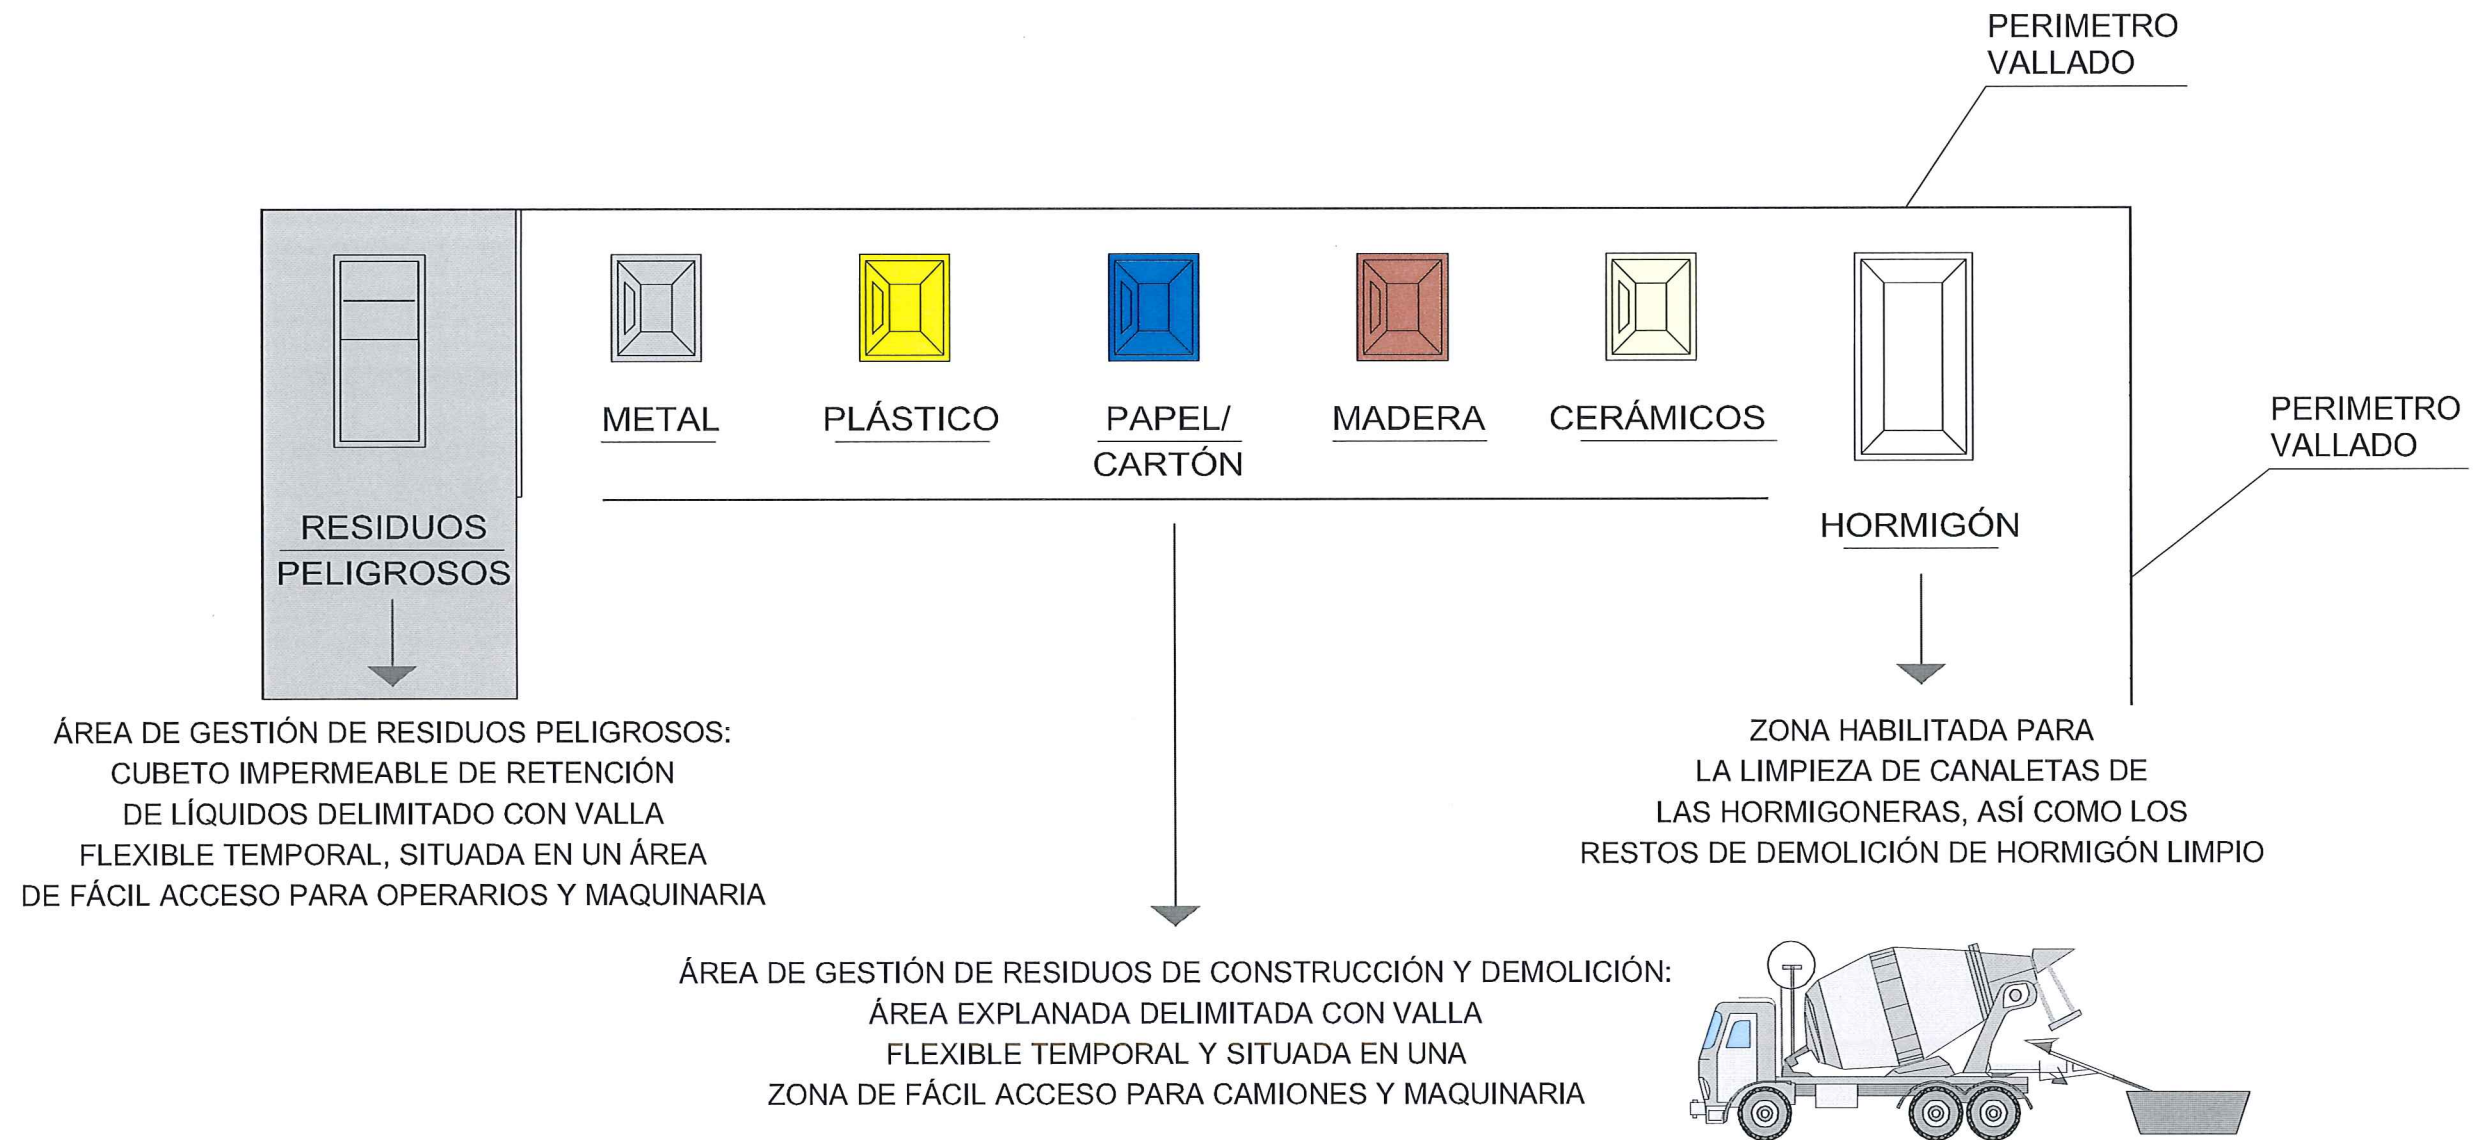 PERIMETRO
VALLADO
METAL
PLÁSTICO
PAPEL/
CARTÓN
MADERA
CERÁMICOS
PERIMETRO
VALLADO
RESIDUOS
PELIGROSOS
HORMIGÓN
ÁREA DE GESTIÓN DE RESIDUOS PELIGROSOS:
CUBETO IMPERMEABLE DE RETENCIÓN
DE LÍQUIDOS DELIMITADO CON VALLA
FLEXIBLE TEMPORAL, SITUADA EN UN ÁREA
DE FÁCIL ACCESO PARA OPERARIOS Y MAQUINARIA
ZONA HABILITADA PARA
LA LIMPIEZA DE CANALETAS DE
LAS HORMIGONERAS, ASÍ COMO LOS
RESTOS DE DEMOLICIÓN DE HORMIGÓN LIMPIO
ÁREA DE GESTIÓN DE RESIDUOS DE CONSTRUCCIÓN Y DEMOLICIÓN:
ÁREA EXPLANADA DELIMITADA CON VALLA
FLEXIBLE TEMPORAL Y SITUADA EN UNA
ZONA DE FÁCIL ACCESO PARA CAMIONES Y MAQUINARIA